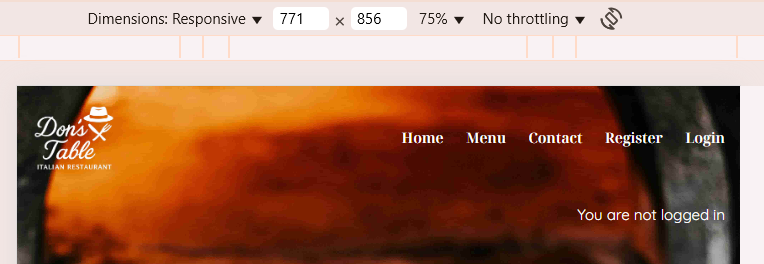 Dimensions: Responsive ▼ 771 × 856 75% ▼ No throttling ▼
Don's
Table
ITALIAN RESTAURANT
Home Menu Contact Register Login
You are not logged in